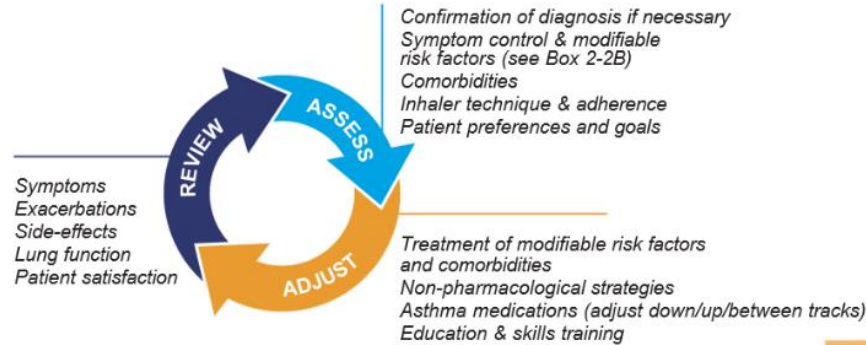 Confirmation of diagnosis if necessary
Symptom control & modifiable
risk factors (see Box 2-2B)
Comorbidities
Inhaler technique & adherence
Patient preferences and goals
ASSESS
REVIEW
Symptoms
Exacerbations
Side-effects
Lung function
Patient satisfaction
ADJUST
Treatment of modifiable risk factors
and comorbidities
Non-pharmacological strategies
Asthma medications (adjust down/up/between tracks)
Education & skills training